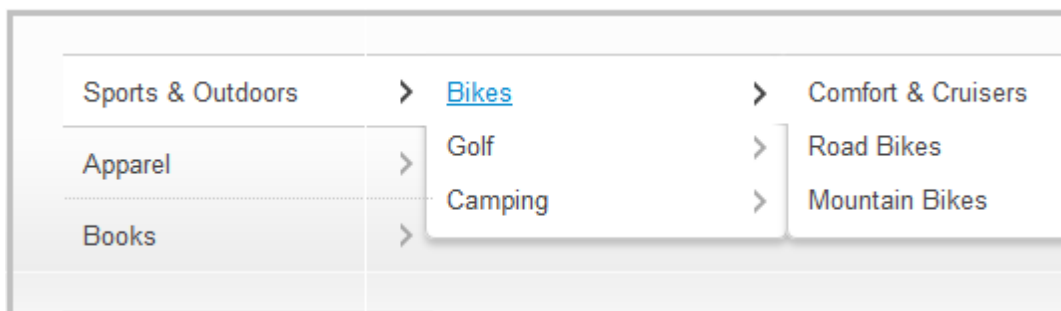 Sports & Outdoors
Apparel
Books
Bikes
Golf
Camping
Comfort & Cruisers
Road Bikes
Mountain Bikes